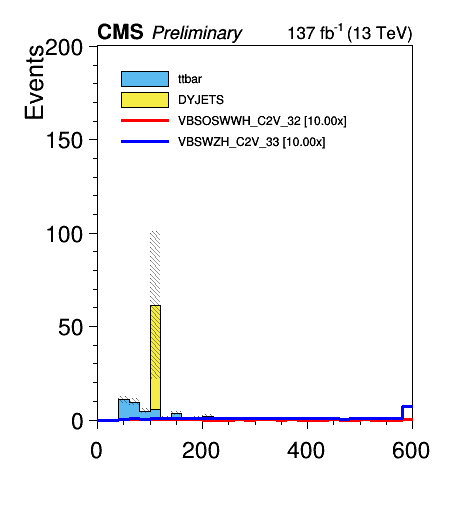 CMS Preliminary 137 fb-1 (13 TeV)
Events
200
150
100
50
0
ttbar
DYJETS
VBSOSWWH_C2V_32 [10.00x]
VBSWZH_C2V_33 [10.00x]
0 200 400 600